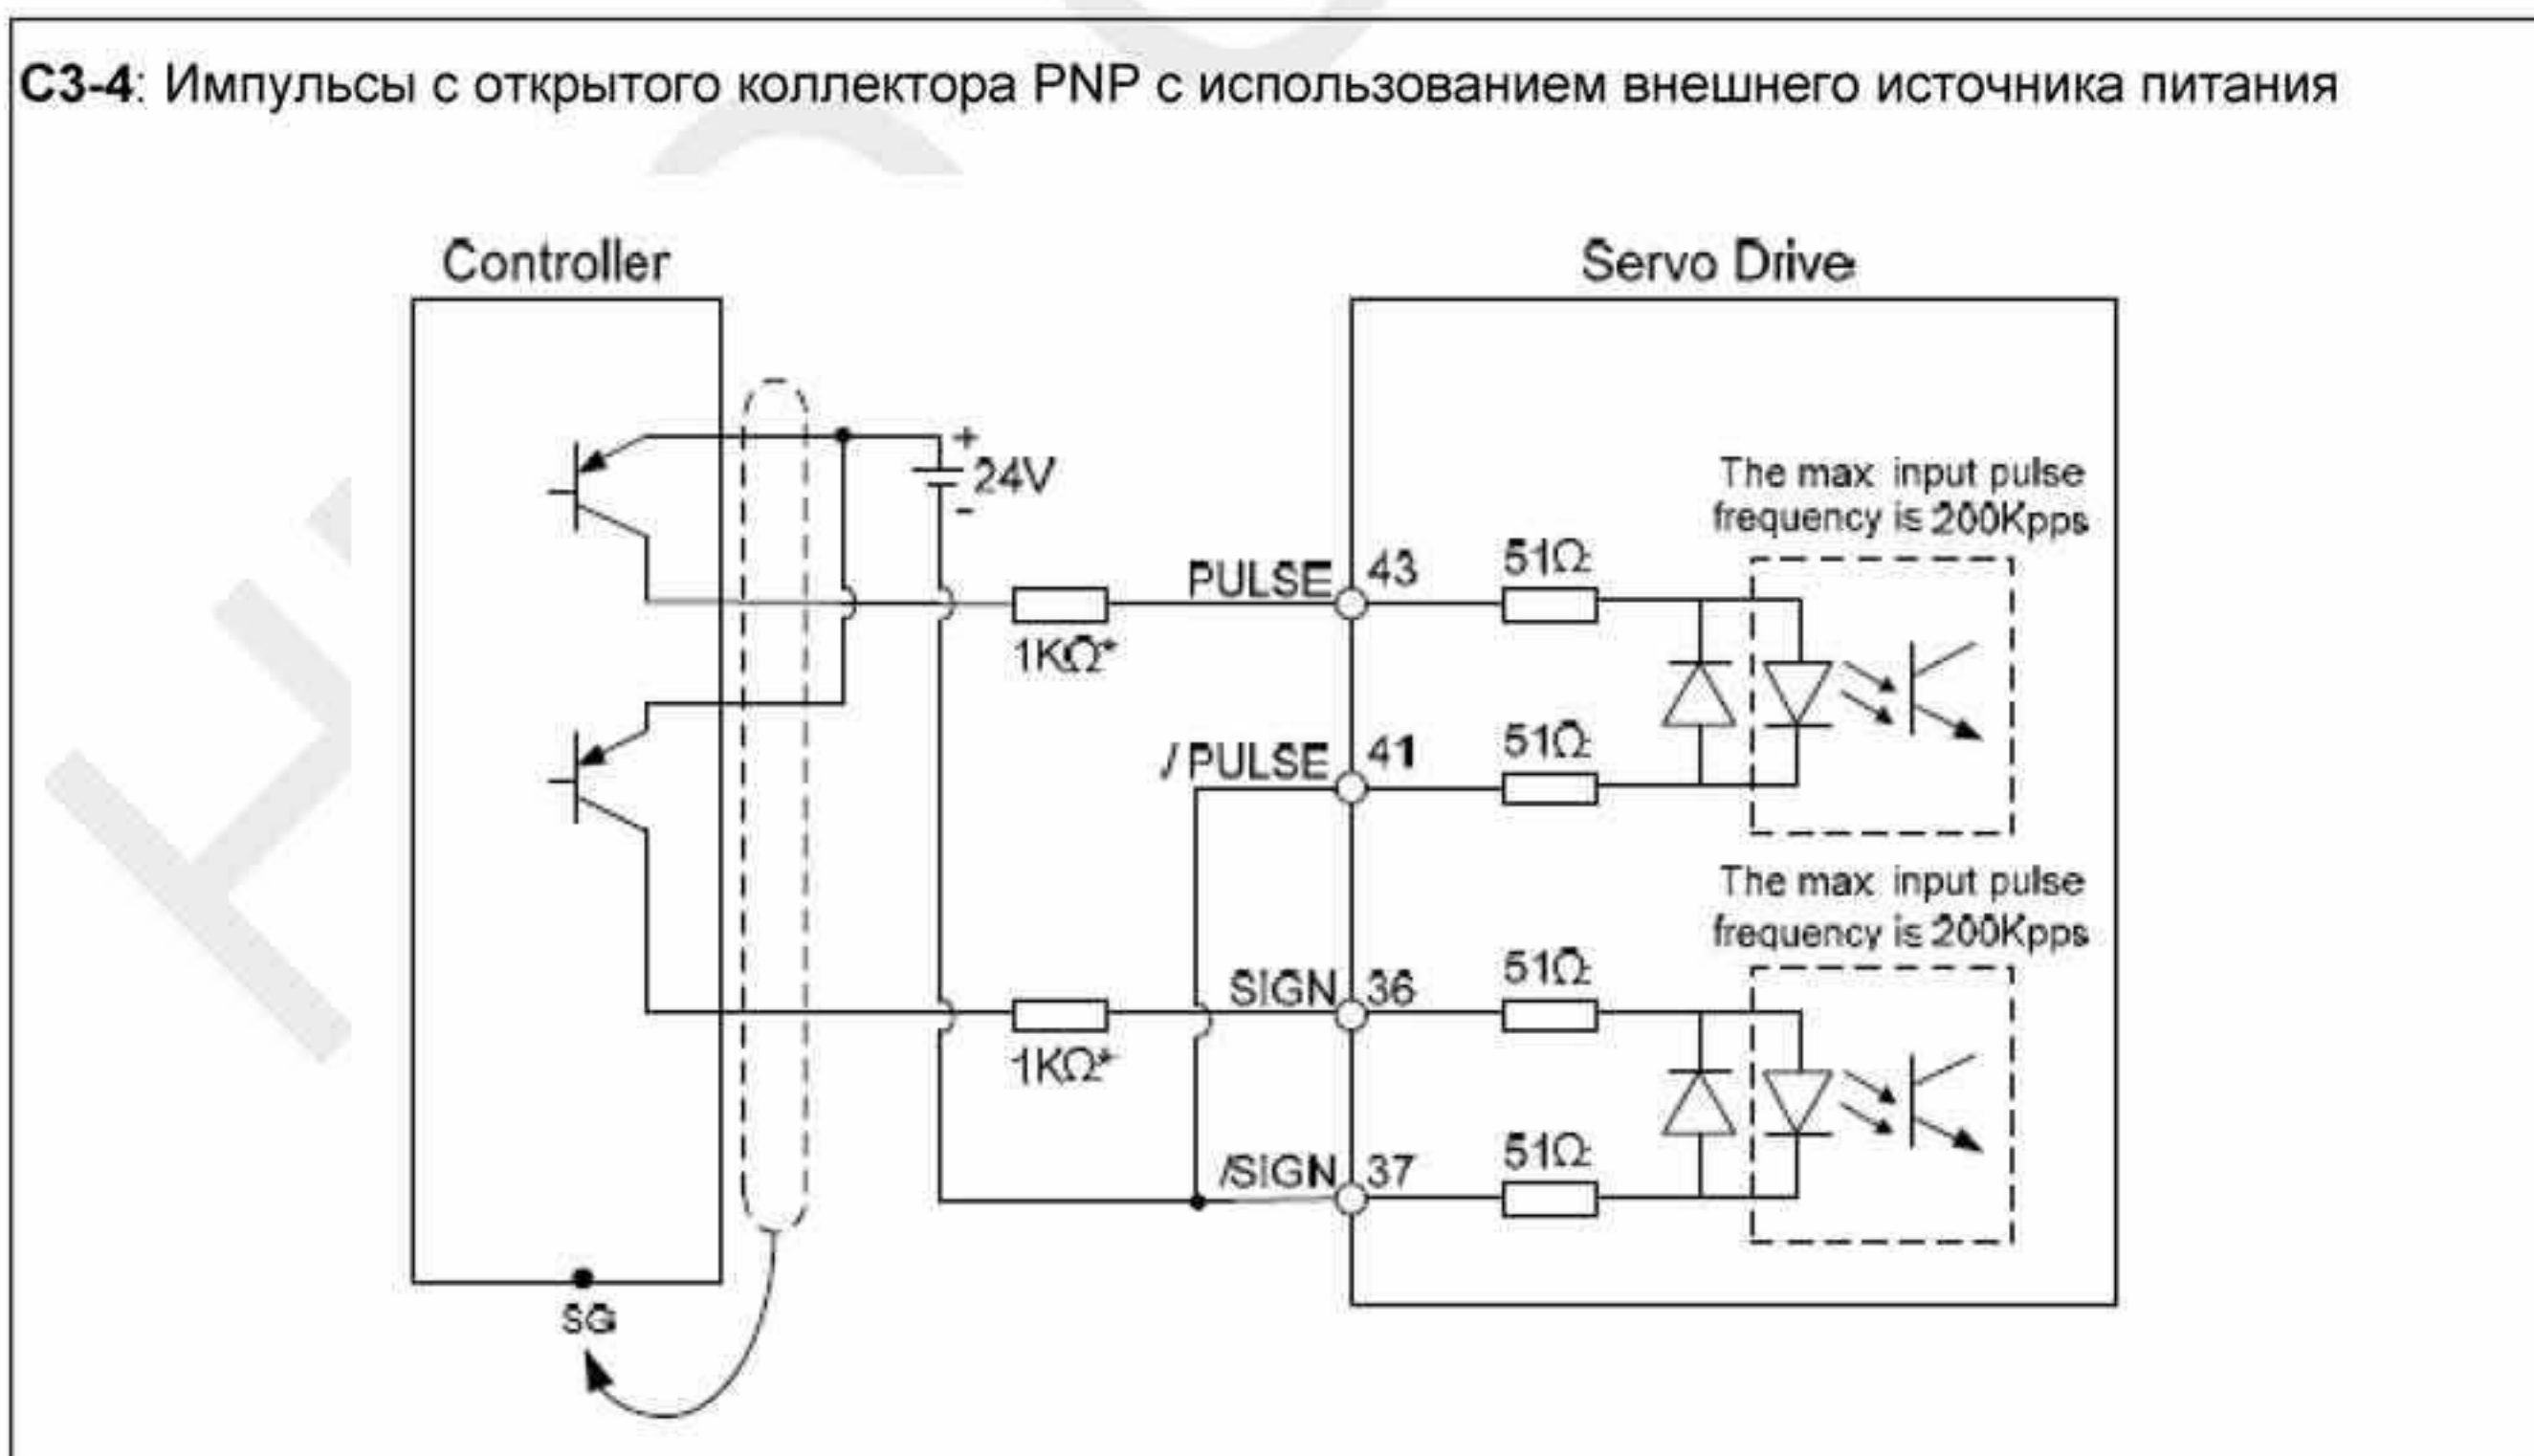 C3-4: Импульсы с открытого коллектора PNP с использованием внешнего источника питания
Controller
Servo Drive
+
24V
-
The max input pulse
frequency is 200Kpps
PULSE
43
51Ω
1KΩ*
/PULSE
41
51Ω
The max input pulse
frequency is 200Kpps
SIGN
36
51Ω
1KΩ*
/SIGN
37
51Ω
SG